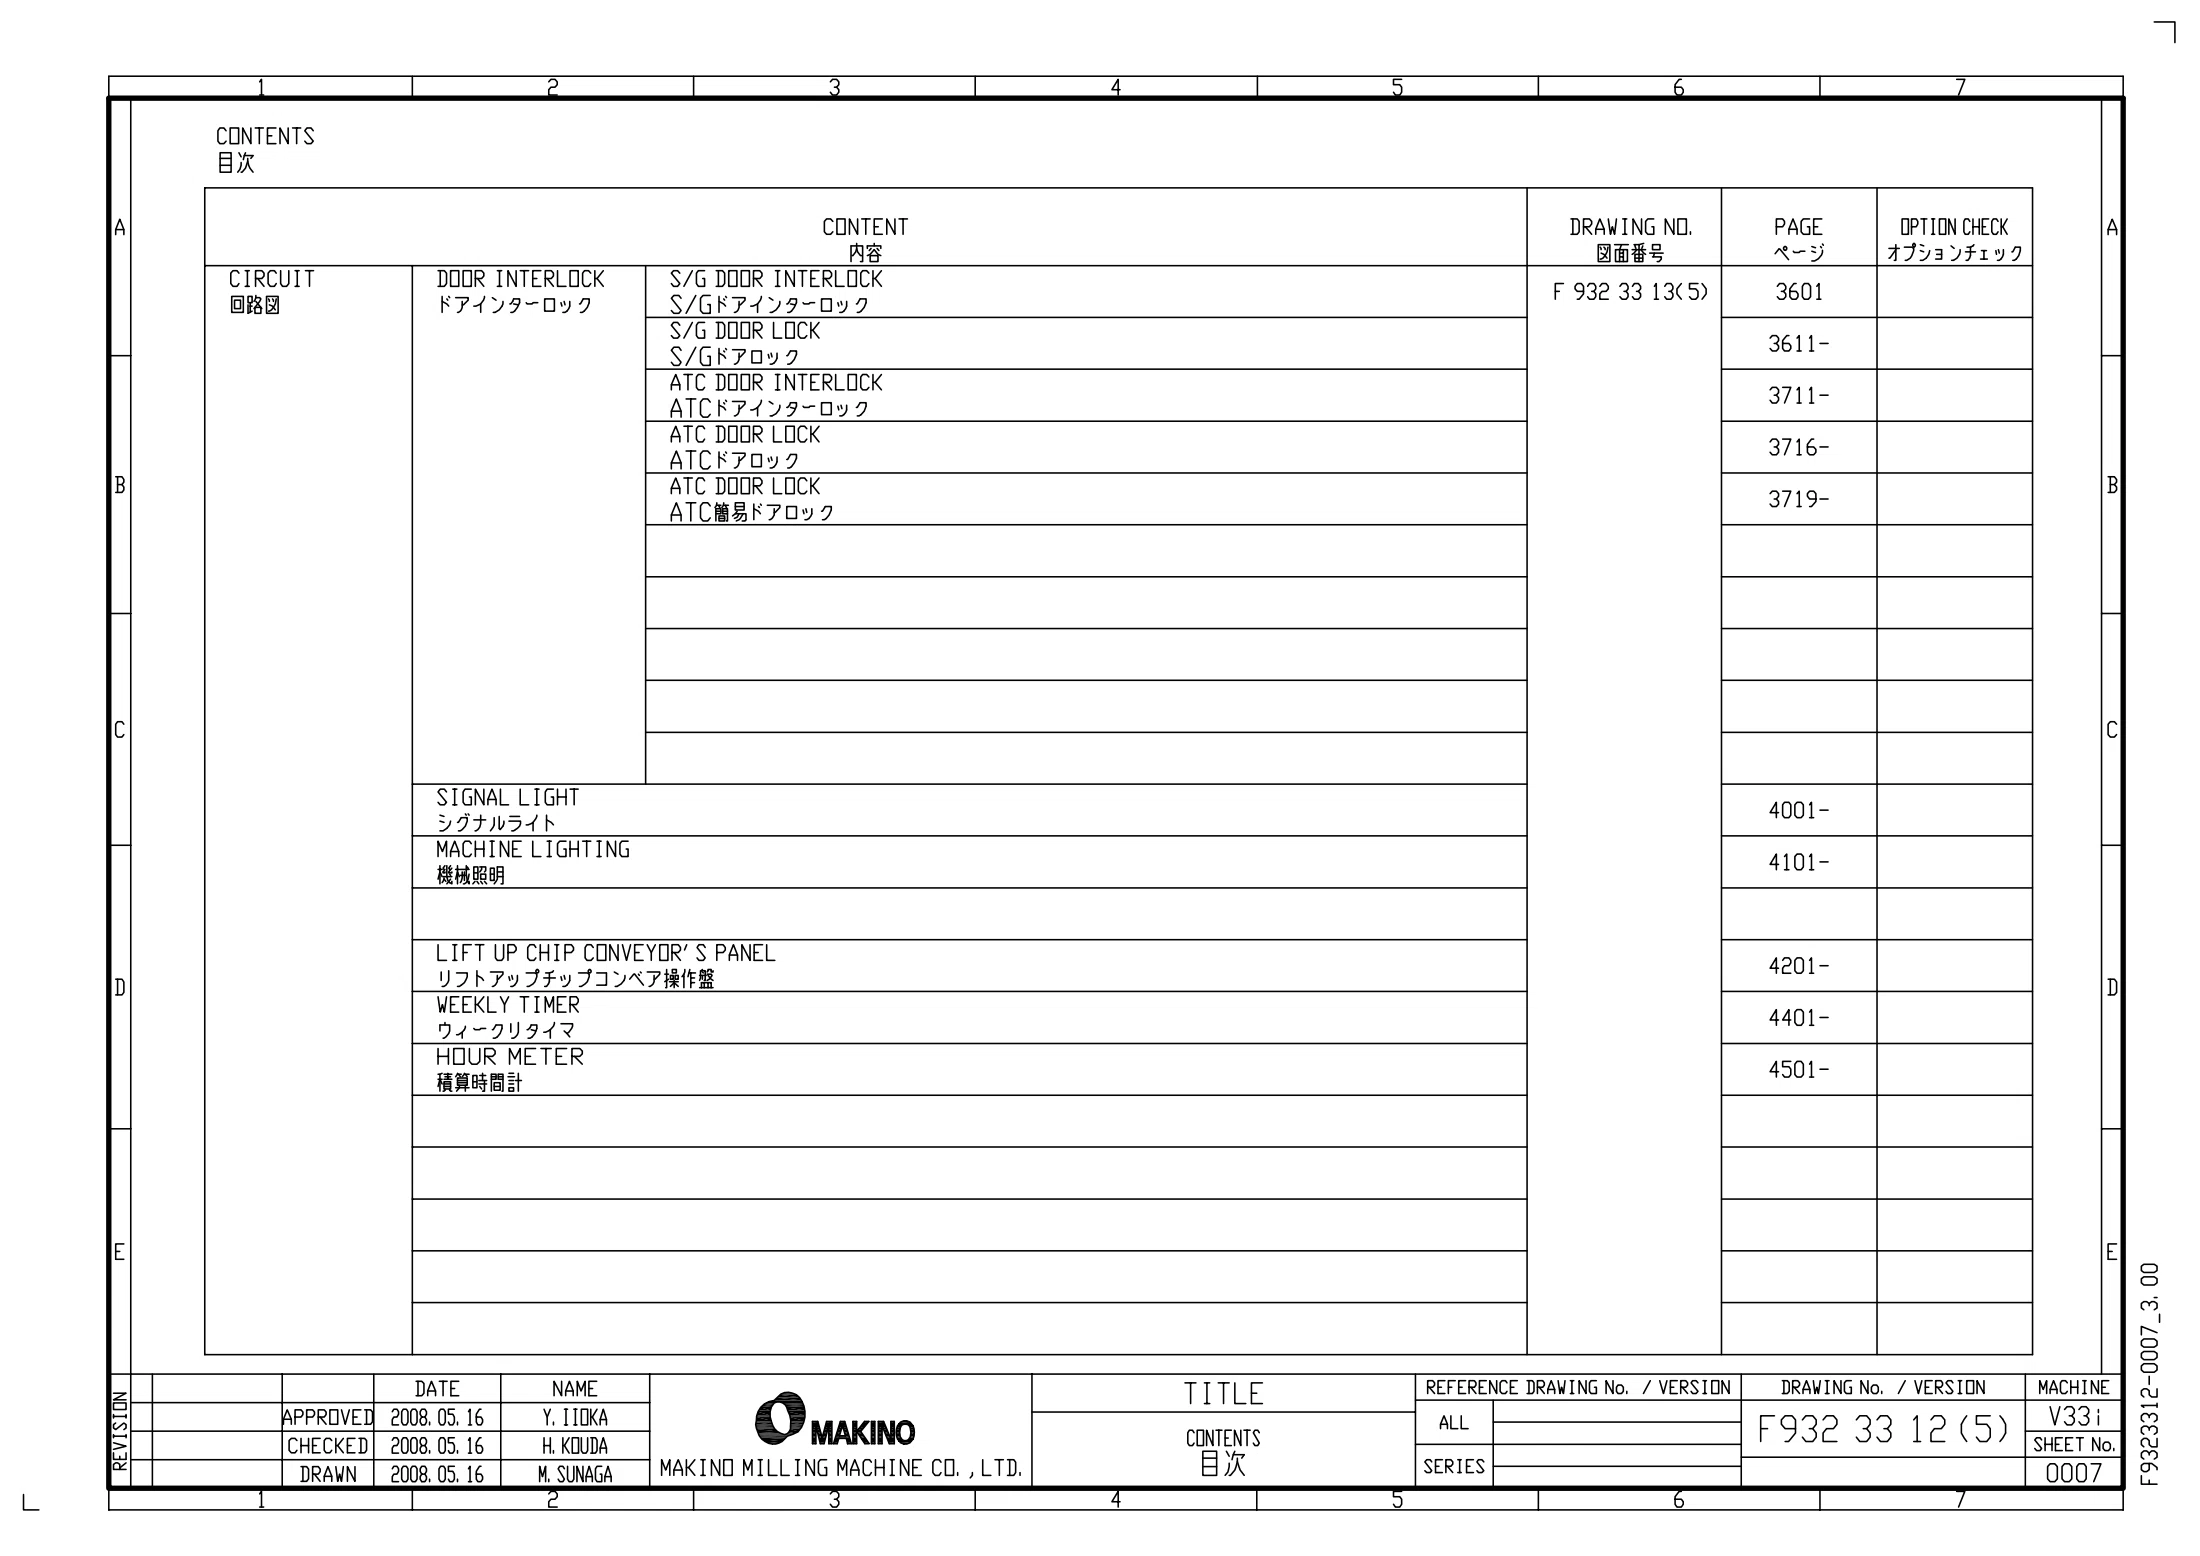 1 2 3 4 5 6 7
CONTENTS
目次
A A
CONTENT DRAWING NO. PAGE OPTION CHECK
内容 図面番号 ページ オプションチェック
CIRCUIT DOOR INTERLOCK S/G DOOR INTERLOCK F 932 33 13(5) 3601
回路図 ドアインターロック S/Gドアインターロック
S/G DOOR LOCK 3611-
S/Gドアロック
ATC DOOR INTERLOCK 3711-
ATCドアインターロック
ATC DOOR LOCK 3716-
ATCドアロック
B B
ATC DOOR LOCK 3719-
ATC簡易ドアロック
C C
SIGNAL LIGHT 4001-
シグナルライト
MACHINE LIGHTING 4101-
機械照明
LIFT UP CHIP CONVEYOR'S PANEL 4201-
リフトアップチップコンベア操作盤
D D
WEEKLY TIMER 4401-
ウィークリタイマ
HOUR METER 4501-
積算時間計
E E
REVISION
DATE NAME
APPROVED 2008.05.16 Y. IIOKA
CHECKED 2008.05.16 H. KOUDA
DRAWN 2008.05.16 M. SUNAGA
MAKINO
MAKINO MILLING MACHINE CO.,LTD.
TITLE
CONTENTS
目次
REFERENCE DRAWING No. / VERSION
ALL
SERIES
DRAWING No. / VERSION
F932 33 12(5)
MACHINE
V33i
SHEET No.
0007
F9323312-0007_3.00
1 2 3 4 5 6 7